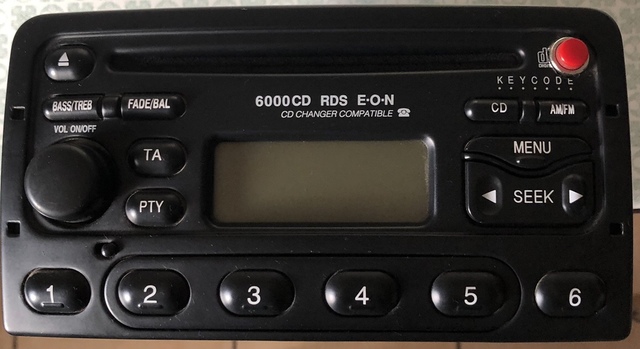 KEYCODE
BASS/TREB FADE/BAL 6000CD RDS E·O·N CD AM/FM
CD CHANGER COMPATIBLE ☎
VOL ON/OFF
TA MENU
PTY ◀ SEEK ▶
1 2 3 4 5 6